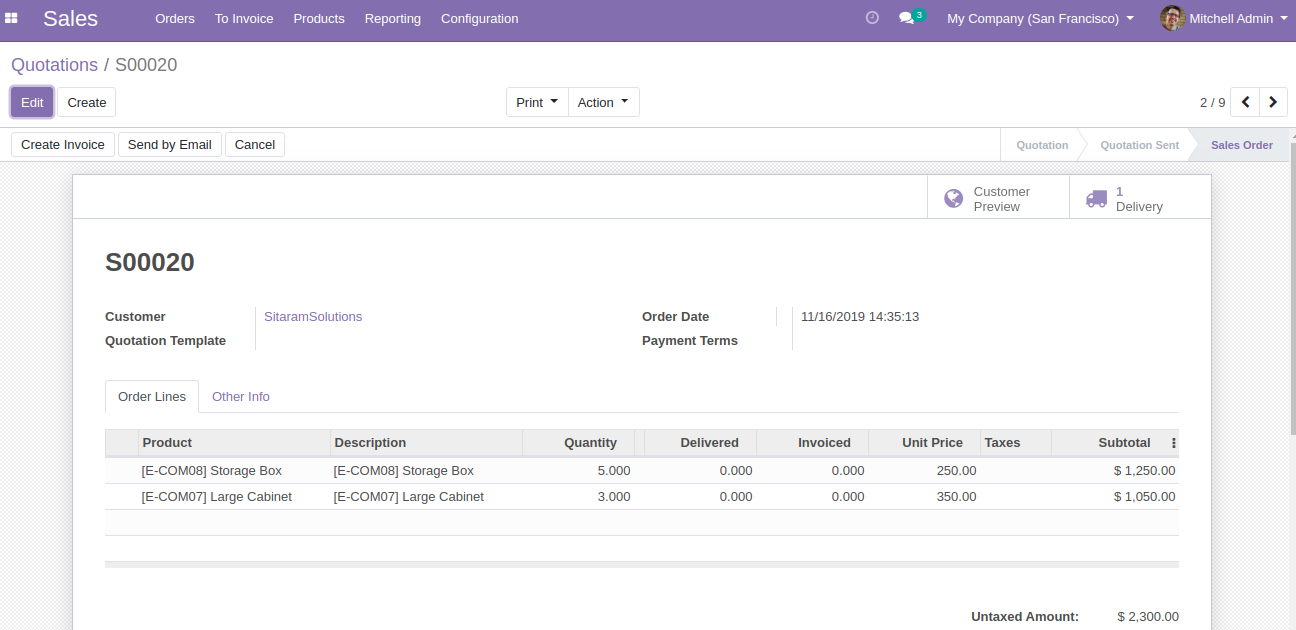 Sales Orders To Invoice Products Reporting Configuration 3 My Company (San Francisco) Mitchell Admin
Quotations / S00020
Edit Create Print Action 2 / 9
Create Invoice Send by Email Cancel Quotation Quotation Sent Sales Order
Customer Preview
1 Delivery
S00020
Customer SitaramSolutions Order Date 11/16/2019 14:35:13
Quotation Template Payment Terms
Order Lines Other Info
Product Description Quantity Delivered Invoiced Unit Price Taxes Subtotal
[E-COM08] Storage Box [E-COM08] Storage Box 5.000 0.000 0.000 250.00 $ 1,250.00
[E-COM07] Large Cabinet [E-COM07] Large Cabinet 3.000 0.000 0.000 350.00 $ 1,050.00
Untaxed Amount: $ 2,300.00